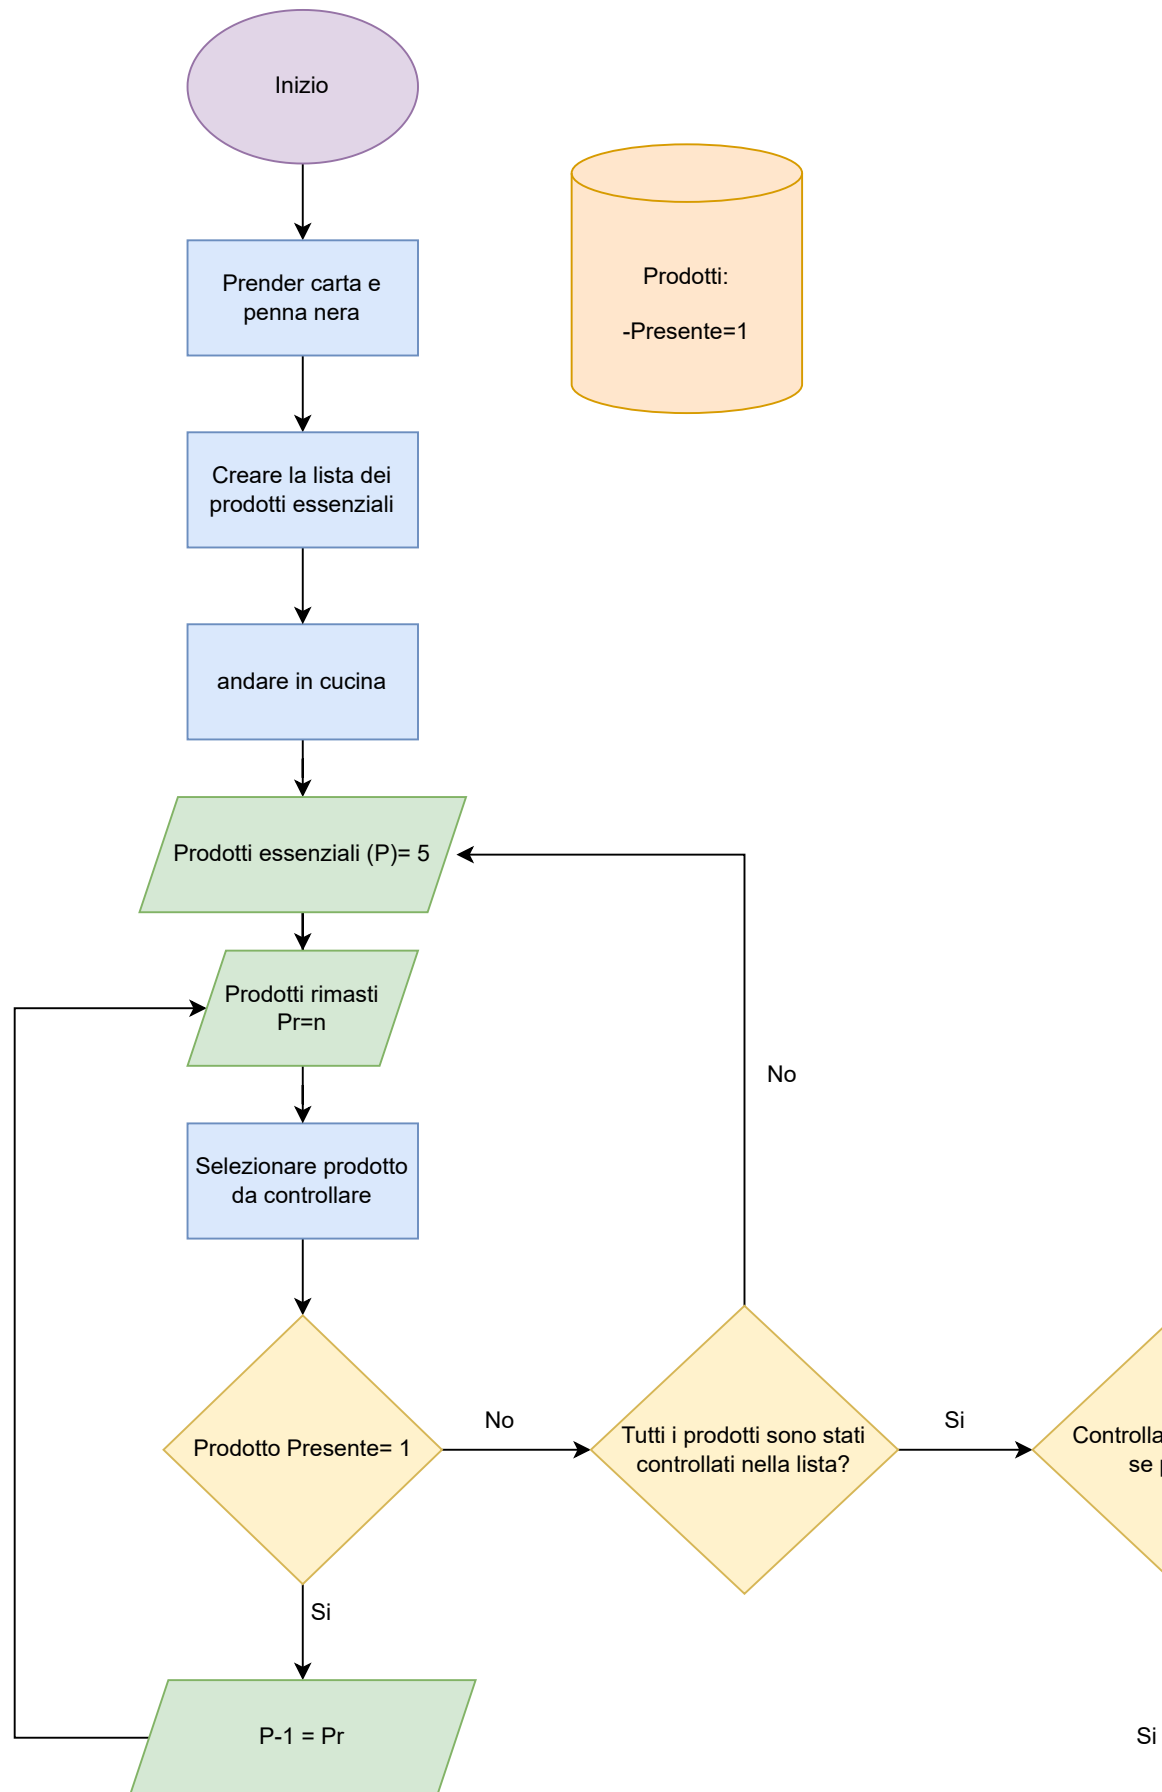 Inizio
Prender carta e
penna nera
Prodotti:
-Presente=1
Creare la lista dei
prodotti essenziali
andare in cucina
Prodotti essenziali (P)= 5
Prodotti rimasti
Pr=n
No
Selezionare prodotto
da controllare
Prodotto Presente= 1
No
Tutti i prodotti sono stati
controllati nella lista?
Si
Controlla
se p
Si
P-1 = Pr
Si